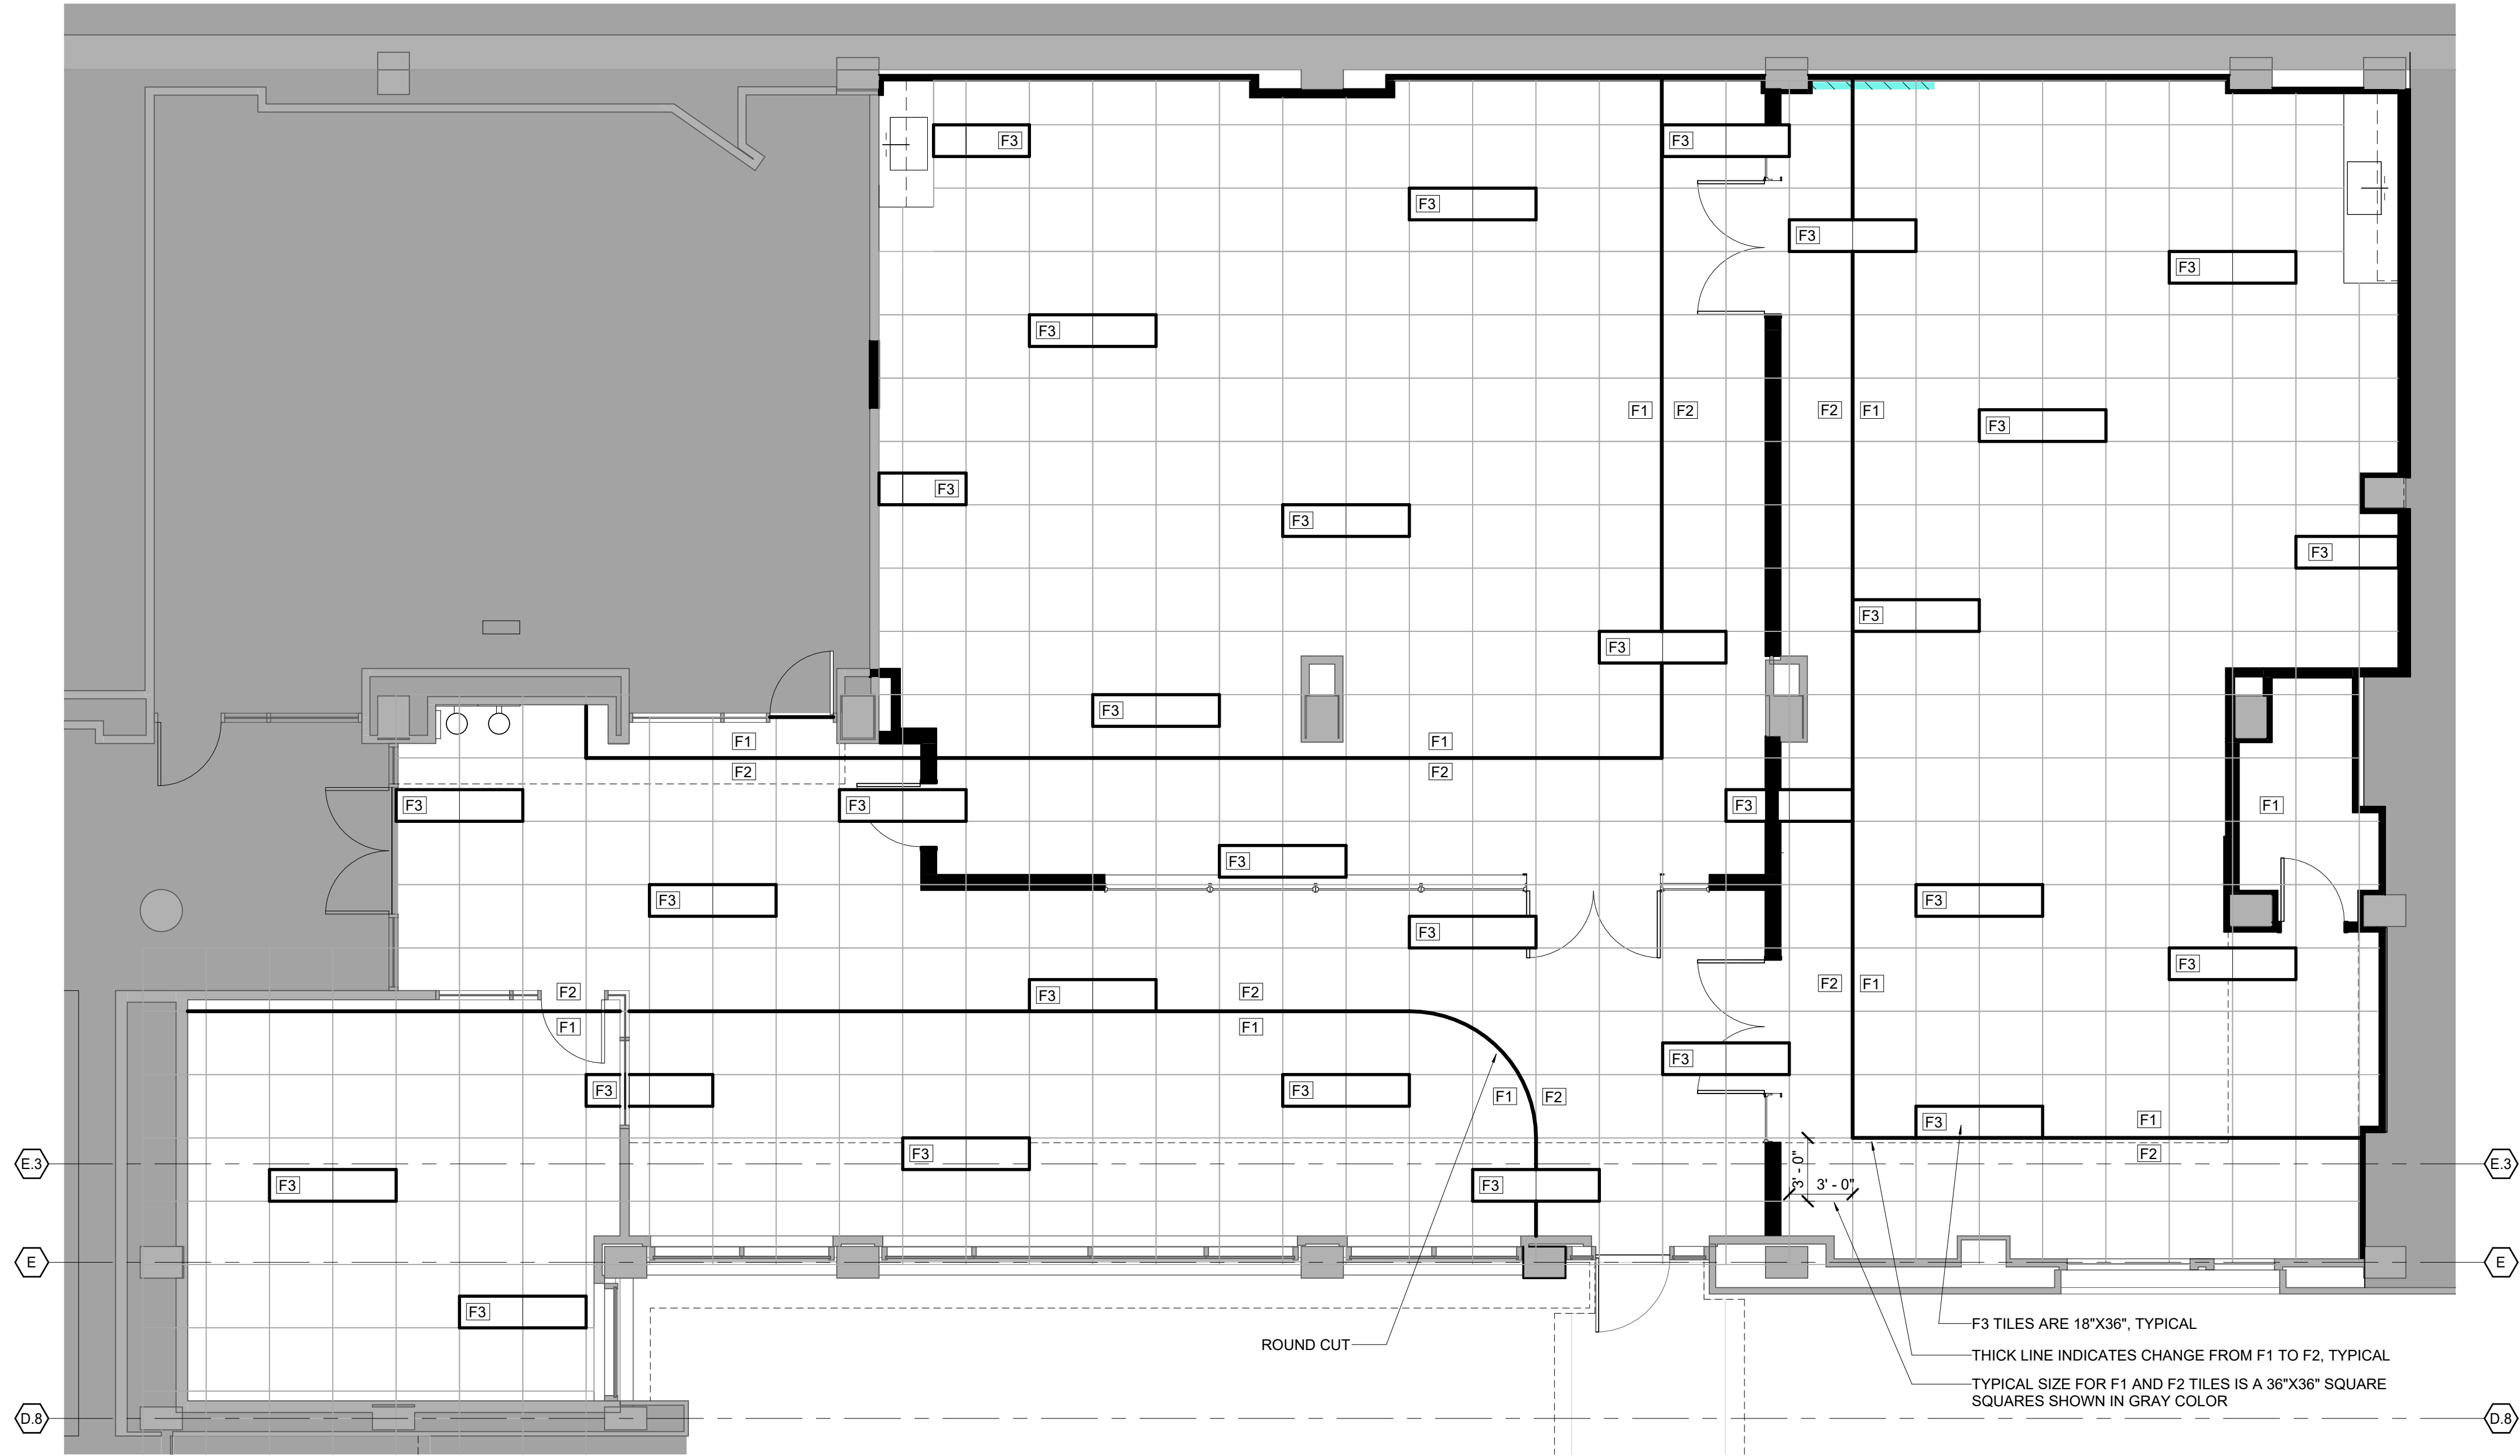 F3
F3
F3
F3
F3
F3
F1
F2
F2
F1
F3
F3
F3
F3
F3
F3
F3
F1
F1
F2
F2
F3
F3
F3
F1
F3
F3
F3
F3
F3
F2
F2
F2
F1
F3
F1
F1
F3
F3
F3
F1
F2
F3
F1
F3
F2
E.3
3' - 0"
E.3
F3
F3
3' - 0"
E
E
F3
F3 TILES ARE 18"X36", TYPICAL
ROUND CUT
THICK LINE INDICATES CHANGE FROM F1 TO F2, TYPICAL
TYPICAL SIZE FOR F1 AND F2 TILES IS A 36"X36" SQUARE
SQUARES SHOWN IN GRAY COLOR
D.8
D.8